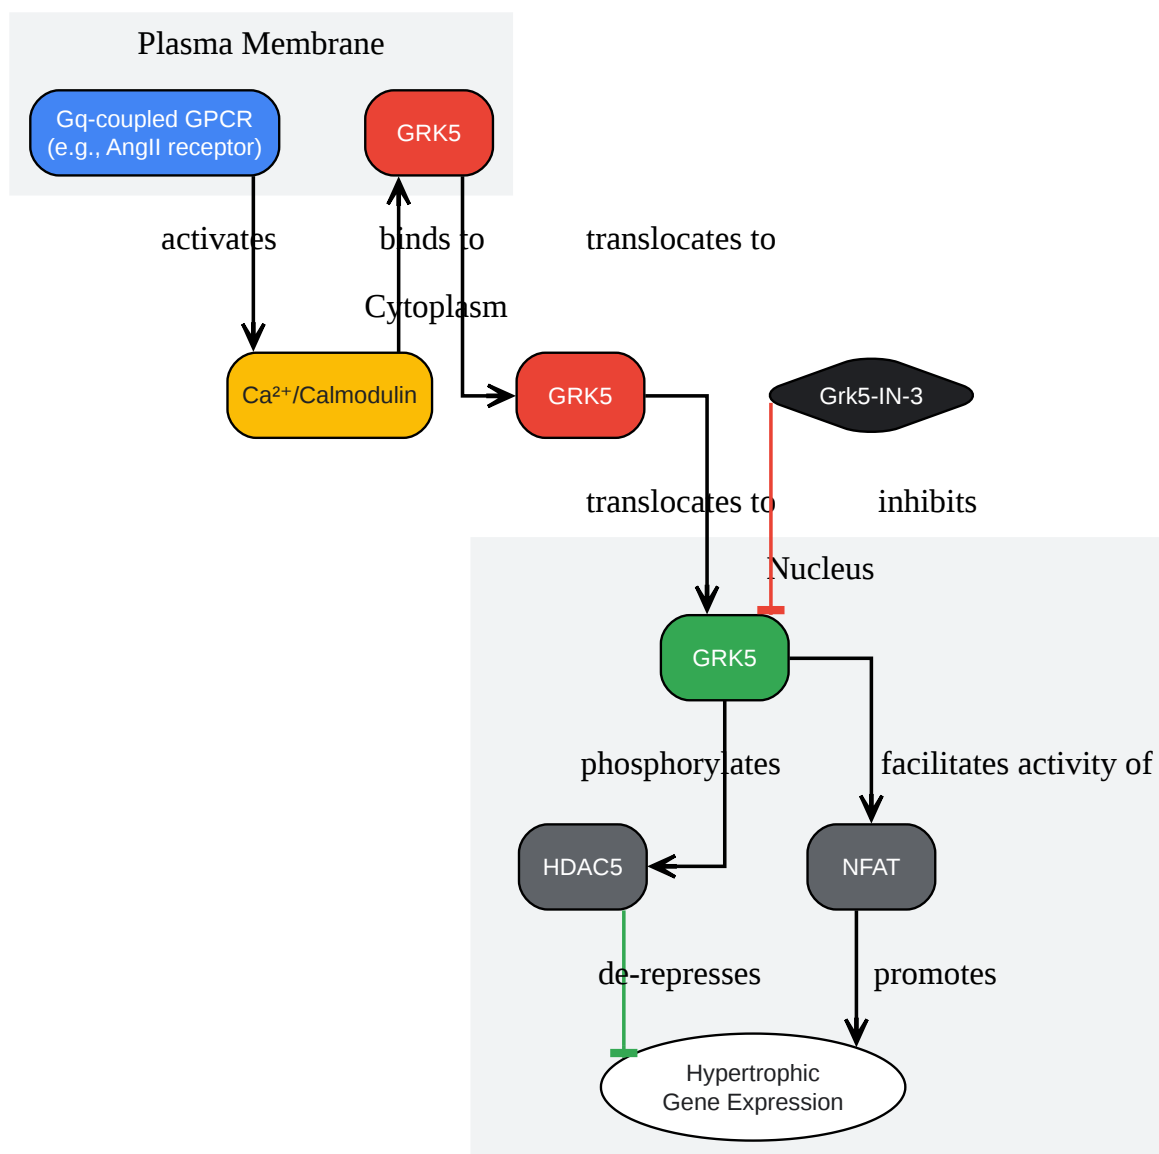 Plasma Membrane
Gq-coupled GPCR
(e.g., AngII receptor)
GRK5
activates
binds to
translocates to
Cytoplasm
Ca²⁺/Calmodulin
GRK5
Grk5-IN-3
translocates to
inhibits
Nucleus
GRK5
phosphorylates
facilitates activity of
HDAC5
NFAT
de-represses
promotes
Hypertrophic
Gene Expression